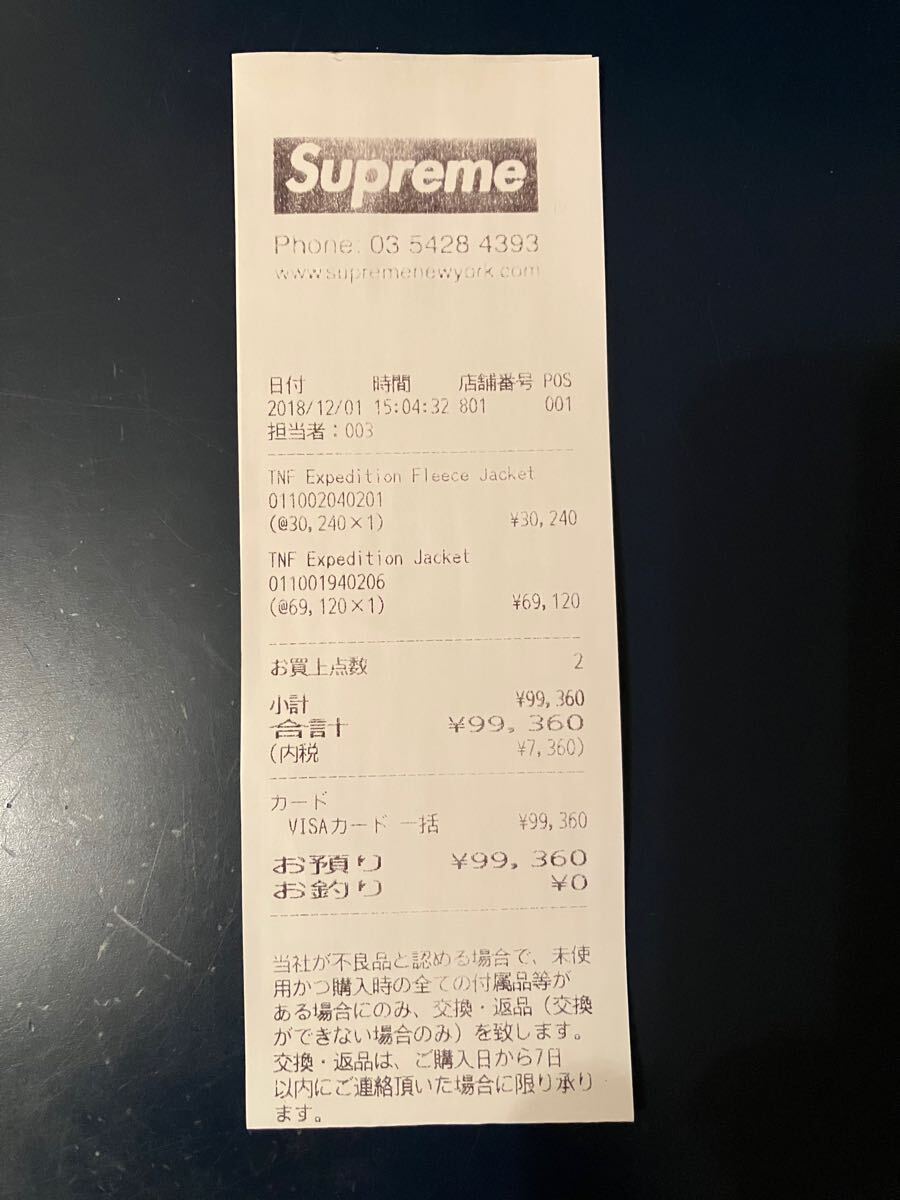 Supreme
Phone: 03 5428 4393
www.supremenewyork.com
日付 時間 店舗番号 POS
2018/12/01 15:04:32 801 001
担当者：003
TNF Expedition Fleece Jacket
011002040201
(@30,240×1) ¥30,240
TNF Expedition Jacket
011001940206
(@69,120×1) ¥69,120
お買上点数 2
小計 ¥99,360
合計 ¥99,360
(内税 ¥7,360)
カード
VISAカード 一括 ¥99,360
お預り ¥99,360
お釣り ¥0
当社が不良品と認める場合で、未使
用かつ購入時の全ての付属品等が
ある場合にのみ、交換・返品（交換
ができない場合のみ）を致します。
交換・返品は、ご購入日から7日
以内にご連絡頂いた場合に限り承り
ます。